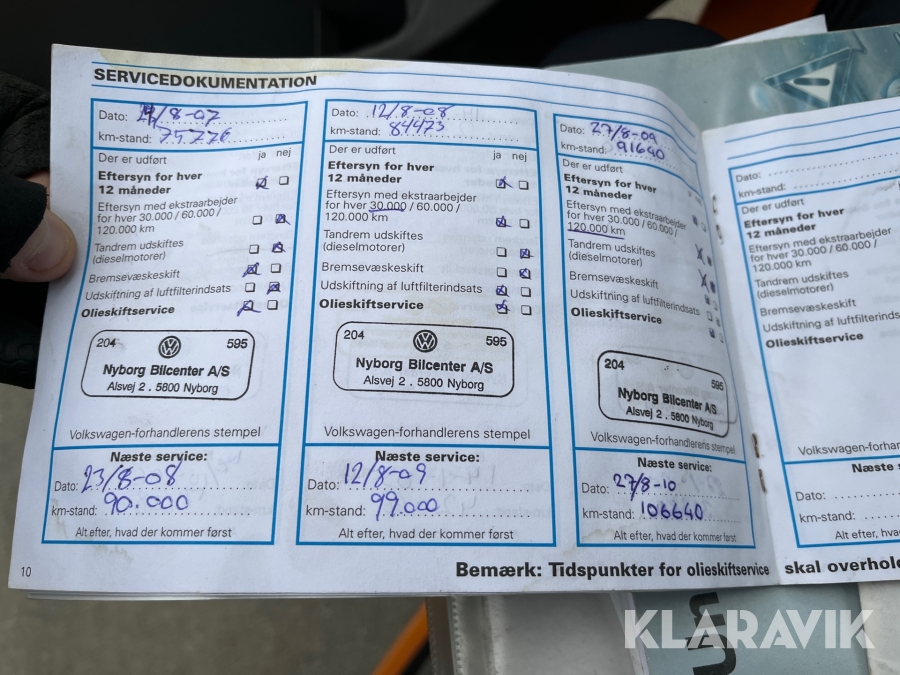 SERVICEDOKUMENTATION
Dato: /8-07
km-stand: 75.776
Der er udført ja nej
Eftersyn for hver
12 måneder
Eftersyn med ekstraarbejder
for hver 30.000 / 60.000 /
120.000 km
Tandrem udskiftes
(dieselmotorer)
Bremsevæskeskift
Udskiftning af luftfilterindsats
Olieskiftservice
204 595
Nyborg Bilcenter A/S
Alsvej 2 . 5800 Nyborg
Volkswagen-forhandlerens stempel
Næste service:
Dato: 23/8-08
km-stand: 90.000
Alt efter, hvad der kommer først
Dato: 12/8-08
km-stand: 84473
Der er udført ja nej
Eftersyn for hver
12 måneder
Eftersyn med ekstraarbejder
for hver 30.000 / 60.000 /
120.000 km
Tandrem udskiftes
(dieselmotorer)
Bremsevæskeskift
Udskiftning af luftfilterindsats
Olieskiftservice
204 595
Nyborg Bilcenter A/S
Alsvej 2 . 5800 Nyborg
Volkswagen-forhandlerens stempel
Næste service:
Dato: 12/8-09
km-stand: 99.000
Alt efter, hvad der kommer først
Dato: 27/8-09
km-stand: 91640
Der er udført
Eftersyn for hver
12 måneder
Eftersyn med ekstraarbejder
for hver 30.000 / 60.000 /
120.000 km
Tandrem udskiftes
(dieselmotorer)
Bremsevæskeskift
Udskiftning af luftfilterindsats
Olieskiftservice
204 595
Nyborg Bilcenter A/S
Alsvej 2 . 5800 Nyborg
Volkswagen-forhandlerens stempel
Næste service:
Dato: 27/8-10
km-stand: 106640
Alt efter, hvad der kommer først
10
Bemærk: Tidspunkter for olieskiftservice skal overhole
Dato:
km-stand:
Der er udført
Eftersyn for hver
12 måneder
Eftersyn med ekstraarbejder
for hver 30.000 / 60.000 /
120.000 km
Tandrem udskiftes
(dieselmotorer)
Bremsevæskeskift
Udskiftning af luftfilterinds
Olieskiftservice
Volkswagen-forhandlerens
Næste se
Dato:
km-stand:
Alt efter, hva
KLARAVIK